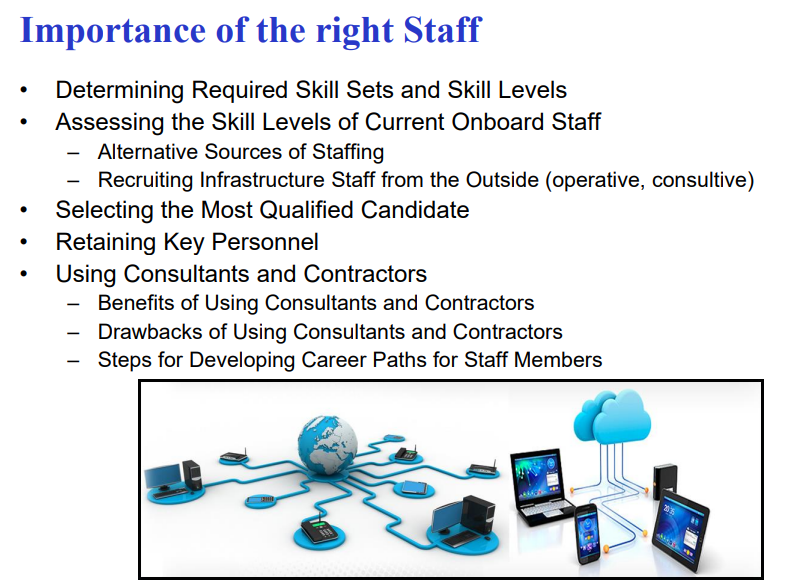 Importance of the right Staff
• Determining Required Skill Sets and Skill Levels
• Assessing the Skill Levels of Current Onboard Staff
– Alternative Sources of Staffing
– Recruiting Infrastructure Staff from the Outside (operative, consultive)
• Selecting the Most Qualified Candidate
• Retaining Key Personnel
• Using Consultants and Contractors
– Benefits of Using Consultants and Contractors
– Drawbacks of Using Consultants and Contractors
– Steps for Developing Career Paths for Staff Members